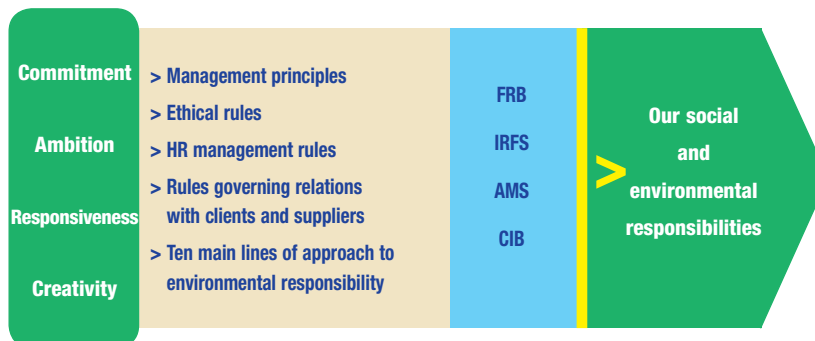 Commitment
Ambition
Responsiveness
Creativity
> Management principles
> Ethical rules
> HR management rules
> Rules governing relations
with clients and suppliers
> Ten main lines of approach to
environmental responsibility
FRB
IRFS
AMS
CIB
>
Our social
and
environmental
responsibilities